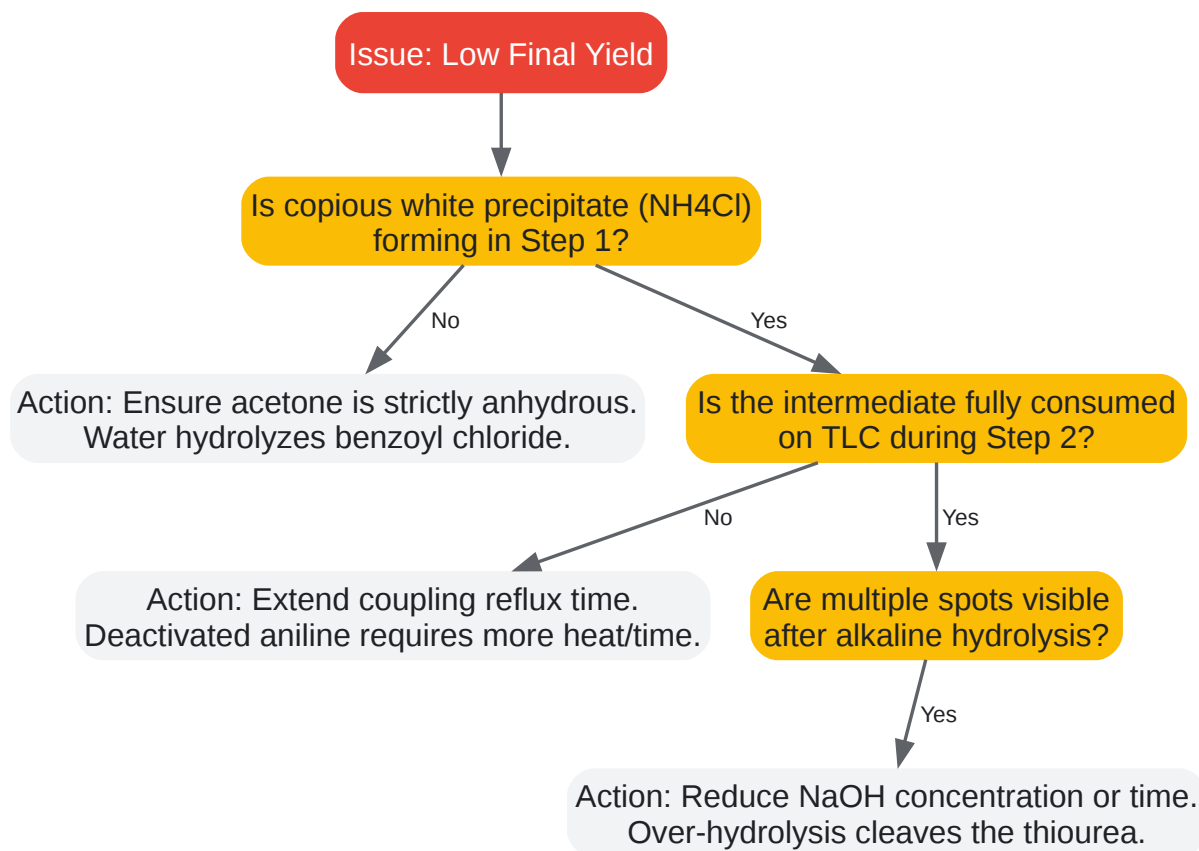 Issue: Low Final Yield
Is copious white precipitate (NH4Cl)
forming in Step 1?
No
Yes
Action: Ensure acetone is strictly anhydrous.
Water hydrolyzes benzoyl chloride.
Is the intermediate fully consumed
on TLC during Step 2?
No
Yes
Action: Extend coupling reflux time.
Deactivated aniline requires more heat/time.
Are multiple spots visible
after alkaline hydrolysis?
Yes
Action: Reduce NaOH concentration or time.
Over-hydrolysis cleaves the thiourea.